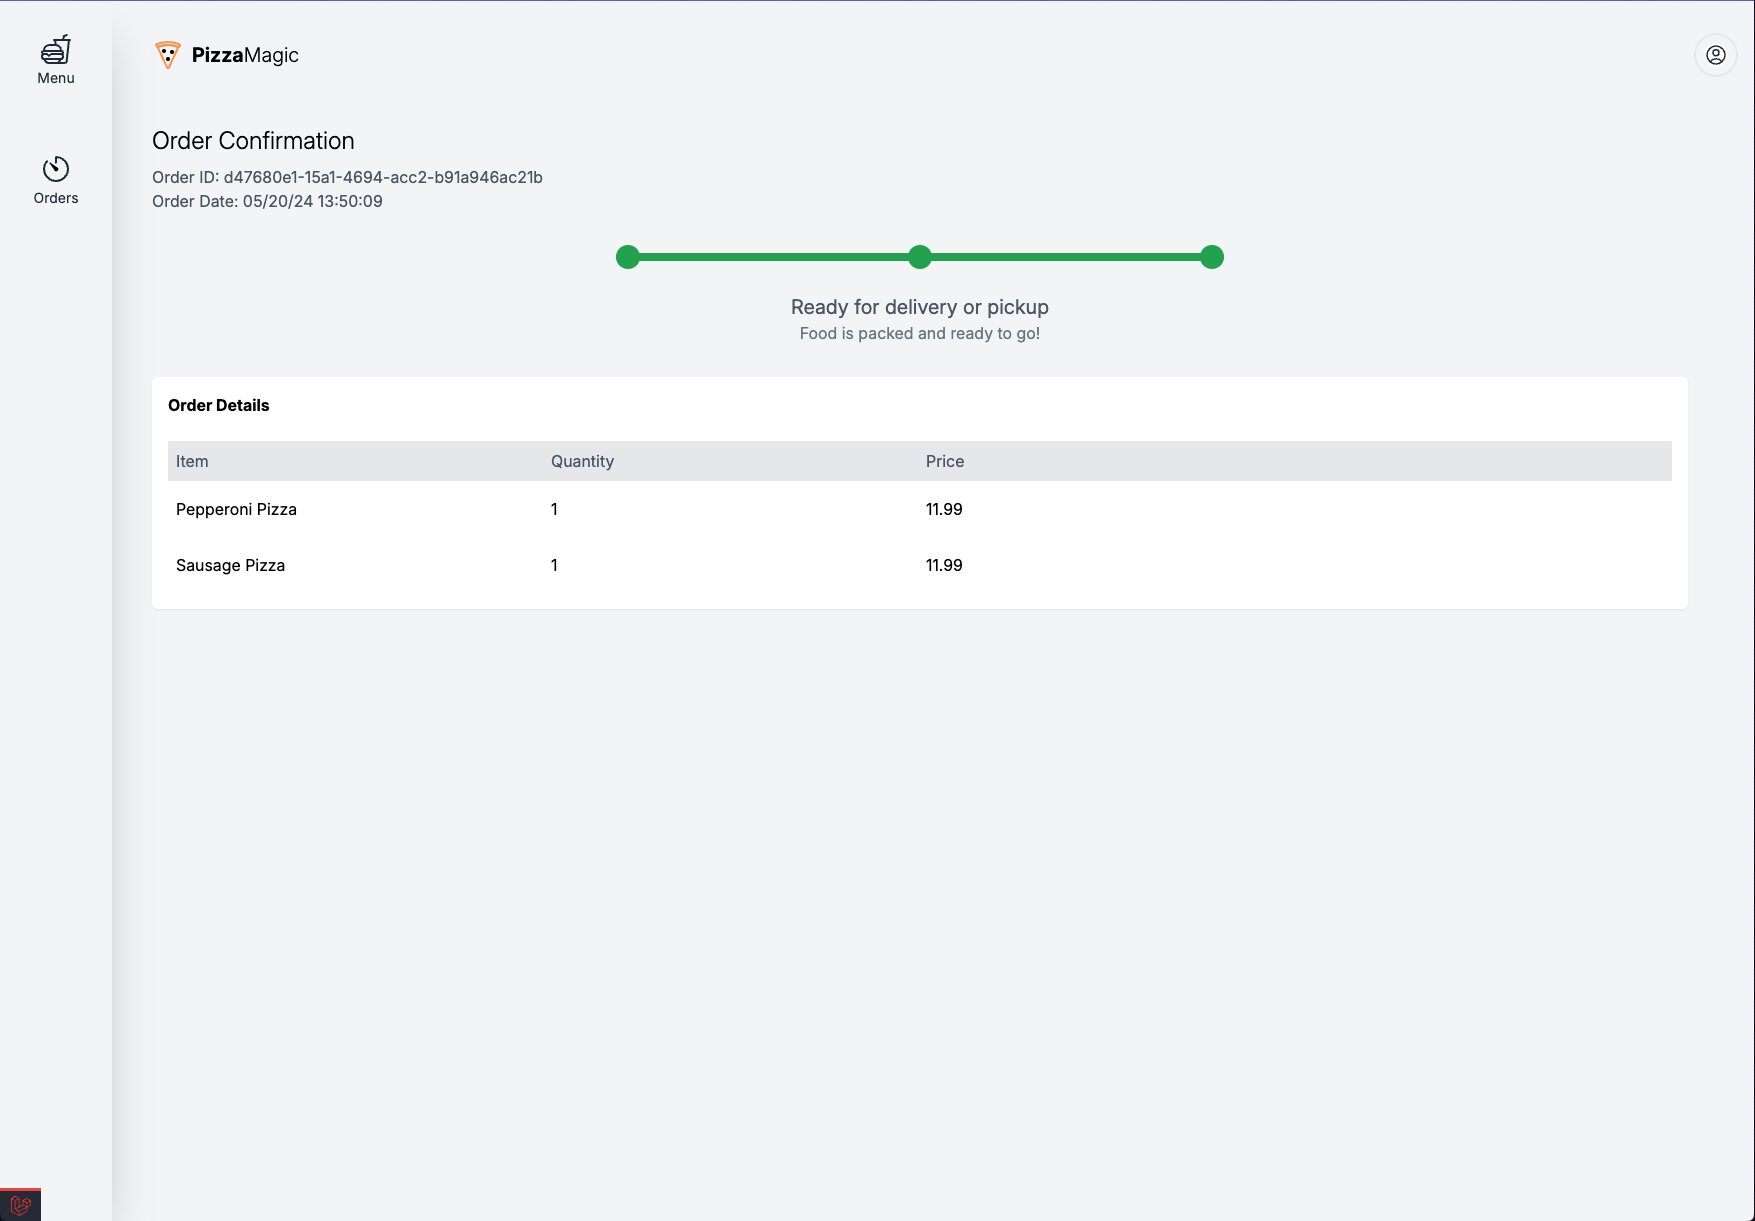 Menu
Orders
PizzaMagic
Order Confirmation
Order ID: d47680e1-15a1-4694-acc2-b91a946ac21b
Order Date: 05/20/24 13:50:09
Ready for delivery or pickup
Food is packed and ready to go!
Order Details
Item Quantity Price
Pepperoni Pizza 1 11.99
Sausage Pizza 1 11.99